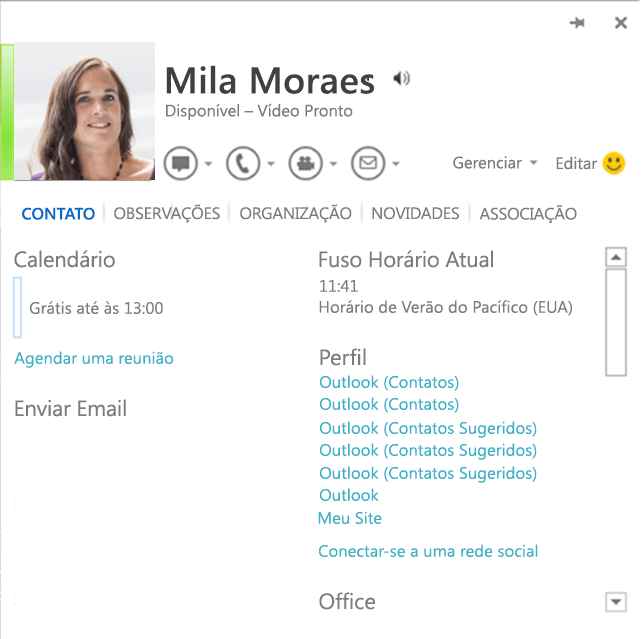 Mila Moraes
Disponível – Vídeo Pronto
Gerenciar
Editar
CONTATO
OBSERVAÇÕES
ORGANIZAÇÃO
NOVIDADES
ASSOCIAÇÃO
Calendário
Grátis até às 13:00
Agendar uma reunião
Enviar Email
Fuso Horário Atual
11:41
Horário de Verão do Pacífico (EUA)
Perfil
Outlook (Contatos)
Outlook (Contatos)
Outlook (Contatos Sugeridos)
Outlook (Contatos Sugeridos)
Outlook (Contatos Sugeridos)
Outlook
Meu Site
Conectar-se a uma rede social
Office